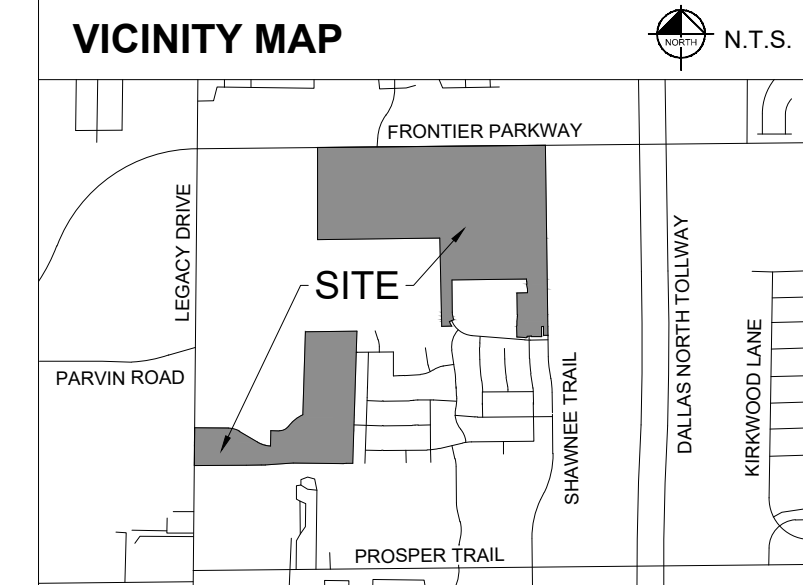 VICINITY MAP
NORTH
N.T.S.
FRONTIER PARKWAY
LEGACY DRIVE
SITE
DALLAS NORTH TOLLWAY
KIRKWOOD LANE
PARVIN ROAD
SHAWNEE TRAIL
PROSPER TRAIL